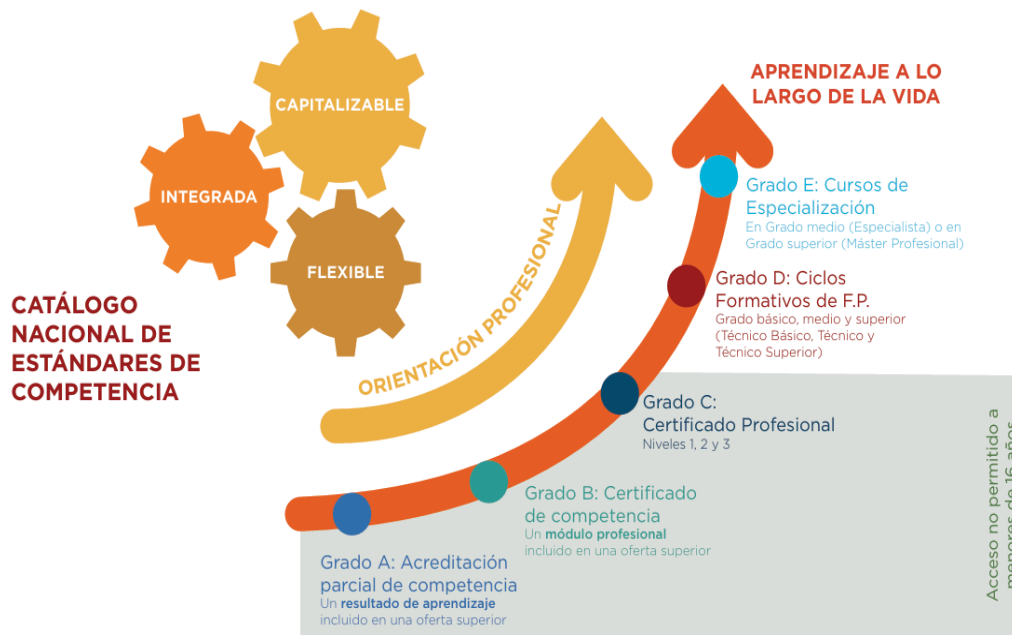 CAPITALIZABLE
INTEGRADA
FLEXIBLE
CATÁLOGO
NACIONAL DE
ESTÁNDARES DE
COMPETENCIA
ORIENTACIÓN PROFESIONAL
APRENDIZAJE A LO
LARGO DE LA VIDA
Grado E: Cursos de
Especialización
En Grado medio (Especialista) o en
Grado superior (Máster Profesional)
Grado D: Ciclos
Formativos de F.P.
Grado básico, medio y superior
(Técnico Básico, Técnico y
Técnico Superior)
Grado C:
Certificado Profesional
Niveles 1, 2 y 3
Grado B: Certificado
de competencia
Un módulo profesional
incluido en una oferta superior
Grado A: Acreditación
parcial de competencia
Un resultado de aprendizaje
incluido en una oferta superior
Acceso no permitido a
menores de 16 años